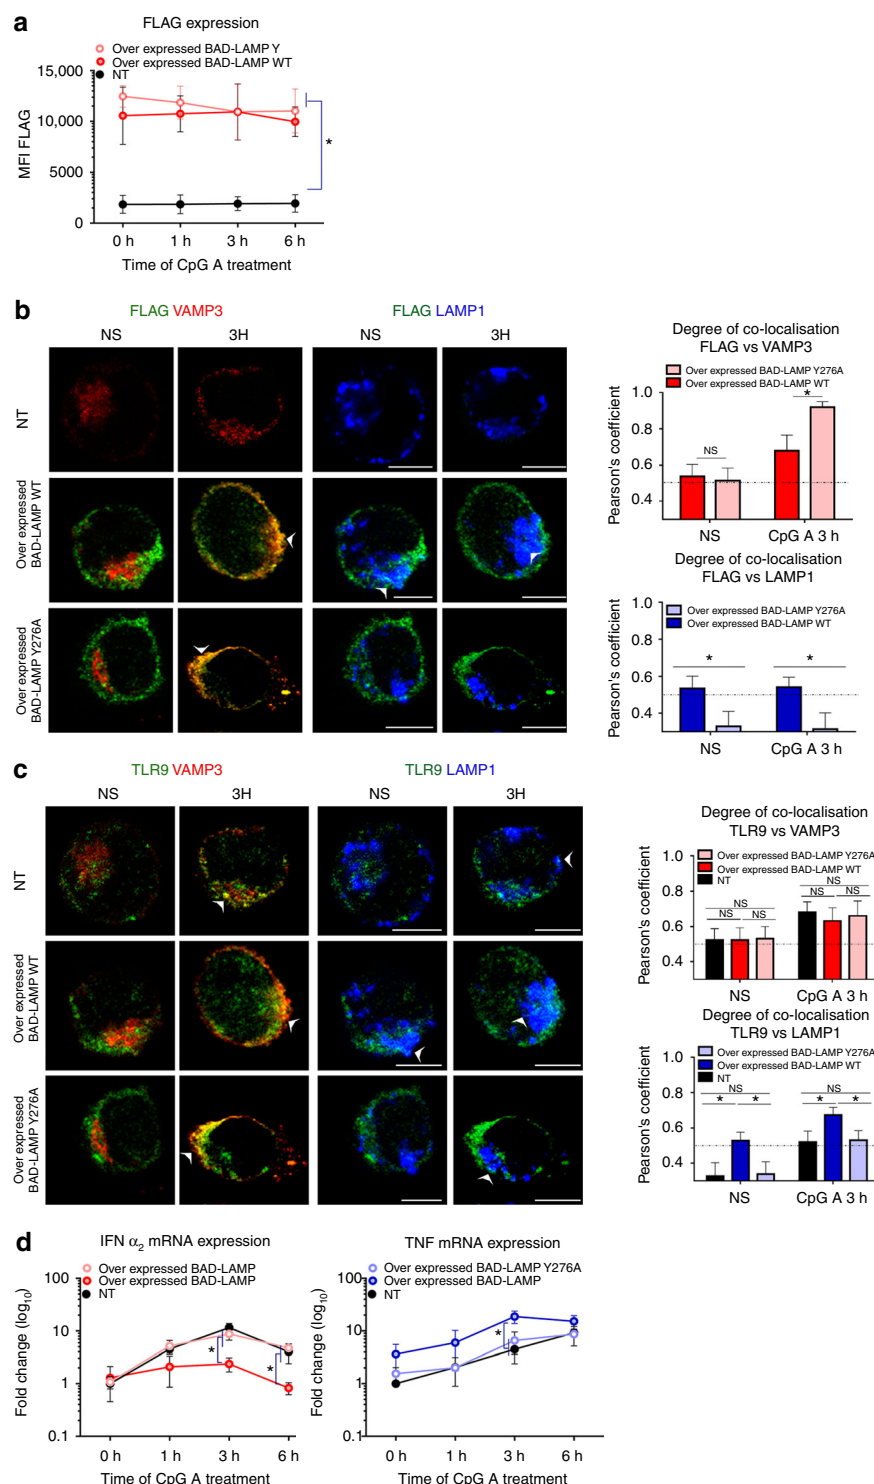 a
FLAG expression
Over expressed BAD-LAMP Y
Over expressed BAD-LAMP WT
NT
15,000
10,000
5000
0
MFI FLAG
*
0 h 1 h 3 h 6 h
Time of CpG A treatment
b
FLAG VAMP3 FLAG LAMP1
NS 3H NS 3H
NT
Over expressed BAD-LAMP WT
Over expressed BAD-LAMP Y276A
Degree of co-localisation
FLAG vs VAMP3
Over expressed BAD-LAMP Y276A
Over expressed BAD-LAMP WT
1.0
0.8
0.6
0.4
Pearson's coefficient
NS
*
NS CpG A 3 h
Degree of co-localisation
FLAG vs LAMP1
Over expressed BAD-LAMP Y276A
Over expressed BAD-LAMP WT
1.0
0.8
0.6
0.4
Pearson's coefficient
* *
NS CpG A 3 h
c
TLR9 VAMP3 TLR9 LAMP1
NS 3H NS 3H
NT
Over expressed BAD-LAMP WT
Over expressed BAD-LAMP Y276A
Degree of co-localisation
TLR9 vs VAMP3
Over expressed BAD-LAMP Y276A
Over expressed BAD-LAMP WT
NT
1.0
0.8
0.6
0.4
Pearson's coefficient
NS
NS NS
NS
NS NS
NS CpG A 3 h
Degree of co-localisation
TLR9 vs LAMP1
Over expressed BAD-LAMP Y276A
Over expressed BAD-LAMP WT
NT
1.0
0.8
0.6
0.4
Pearson's coefficient
NS
* *
NS
* *
NS CpG A 3 h
d
IFN α2 mRNA expression
Over expressed BAD-LAMP
Over expressed BAD-LAMP
NT
100
10
1
0.1
Fold change (log10)
* *
0 h 1 h 3 h 6 h
Time of CpG A treatment
TNF mRNA expression
Over expressed BAD-LAMP Y276A
Over expressed BAD-LAMP
NT
100
10
1
0.1
Fold change (log10)
*
0 h 1 h 3 h 6 h
Time of CpG A treatment